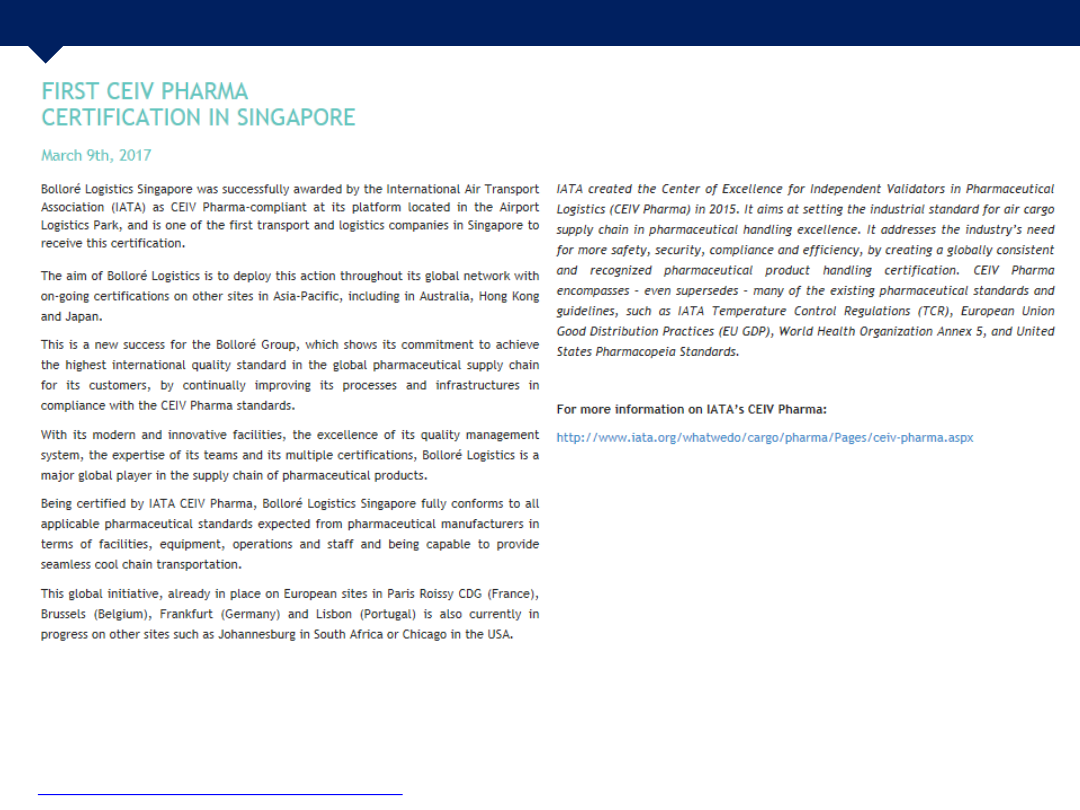 FIRST CEIV PHARMA
CERTIFICATION IN SINGAPORE
March 9th, 2017
Bolloré Logistics Singapore was successfully awarded by the International Air Transport
Association (IATA) as CEIV Pharma-compliant at its platform located in the Airport
Logistics Park, and is one of the first transport and logistics companies in Singapore to
receive this certification.
The aim of Bolloré Logistics is to deploy this action throughout its global network with
on-going certifications on other sites in Asia-Pacific, including in Australia, Hong Kong
and Japan.
This is a new success for the Bolloré Group, which shows its commitment to achieve
the highest international quality standard in the global pharmaceutical supply chain
for its customers, by continually improving its processes and infrastructures in
compliance with the CEIV Pharma standards.
With its modern and innovative facilities, the excellence of its quality management
system, the expertise of its teams and its multiple certifications, Bolloré Logistics is a
major global player in the supply chain of pharmaceutical products.
Being certified by IATA CEIV Pharma, Bolloré Logistics Singapore fully conforms to all
applicable pharmaceutical standards expected from pharmaceutical manufacturers in
terms of facilities, equipment, operations and staff and being capable to provide
seamless cool chain transportation.
This global initiative, already in place on European sites in Paris Roissy CDG (France),
Brussels (Belgium), Frankfurt (Germany) and Lisbon (Portugal) is also currently in
progress on other sites such as Johannesburg in South Africa or Chicago in the USA.
IATA created the Center of Excellence for Independent Validators in Pharmaceutical
Logistics (CEIV Pharma) in 2015. It aims at setting the industrial standard for air cargo
supply chain in pharmaceutical handling excellence. It addresses the industry's need
for more safety, security, compliance and efficiency, by creating a globally consistent
and recognized pharmaceutical product handling certification. CEIV Pharma
encompasses – even supersedes – many of the existing pharmaceutical standards and
guidelines, such as IATA Temperature Control Regulations (TCR), European Union
Good Distribution Practices (EU GDP), World Health Organization Annex 5, and United
States Pharmacopeia Standards.
For more information on IATA's CEIV Pharma:
http://www.iata.org/whatwedo/cargo/pharma/Pages/ceiv-pharma.aspx